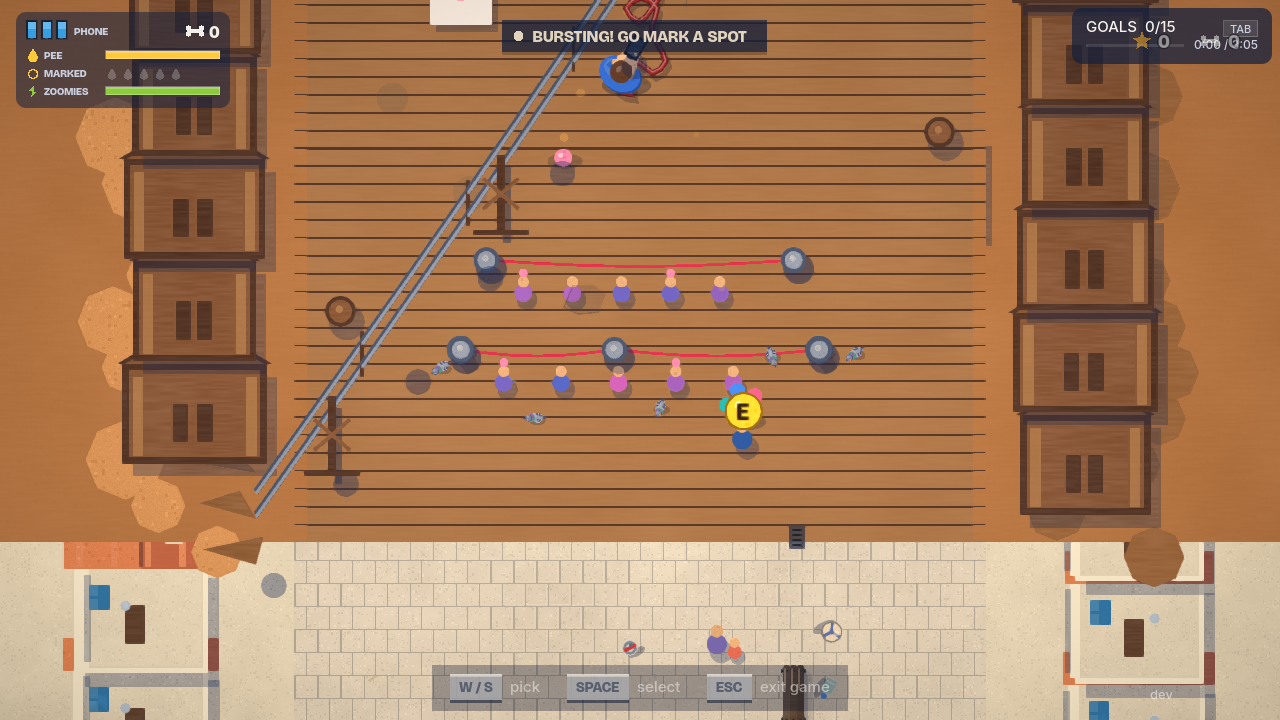 PHONE 0
PEE
MARKED
ZOOMIES
BURSTING! GO MARK A SPOT
GOALS 0/15 TAB
0 0
0:00 / 1:05
E
W / S pick SPACE select ESC exit game
dev